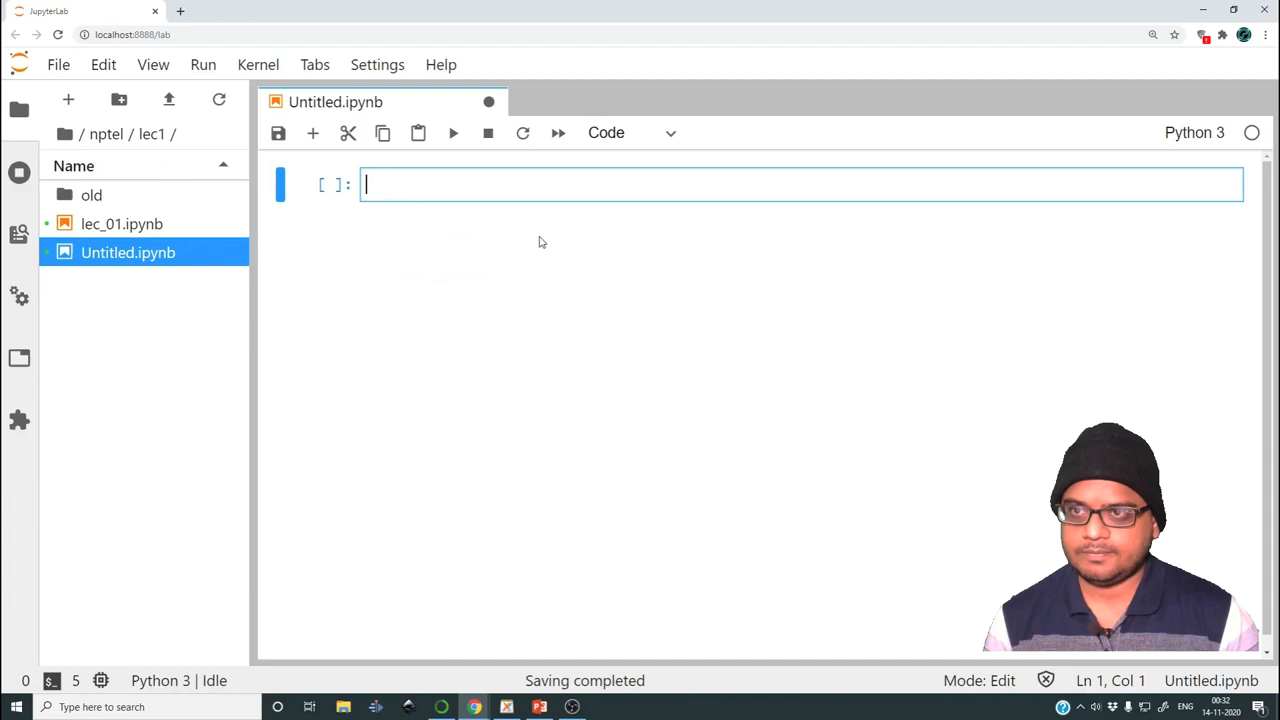 JupyterLab
localhost:8888/lab
File Edit View Run Kernel Tabs Settings Help
Untitled.ipynb
Code
Python 3
/ nptel / lec1 /
Name
old
lec_01.ipynb
Untitled.ipynb
[ ]:
0 5 Python 3 | Idle Saving completed Mode: Edit Ln 1, Col 1 Untitled.ipynb
Type here to search
ENG
00:32
14-11-2020
1